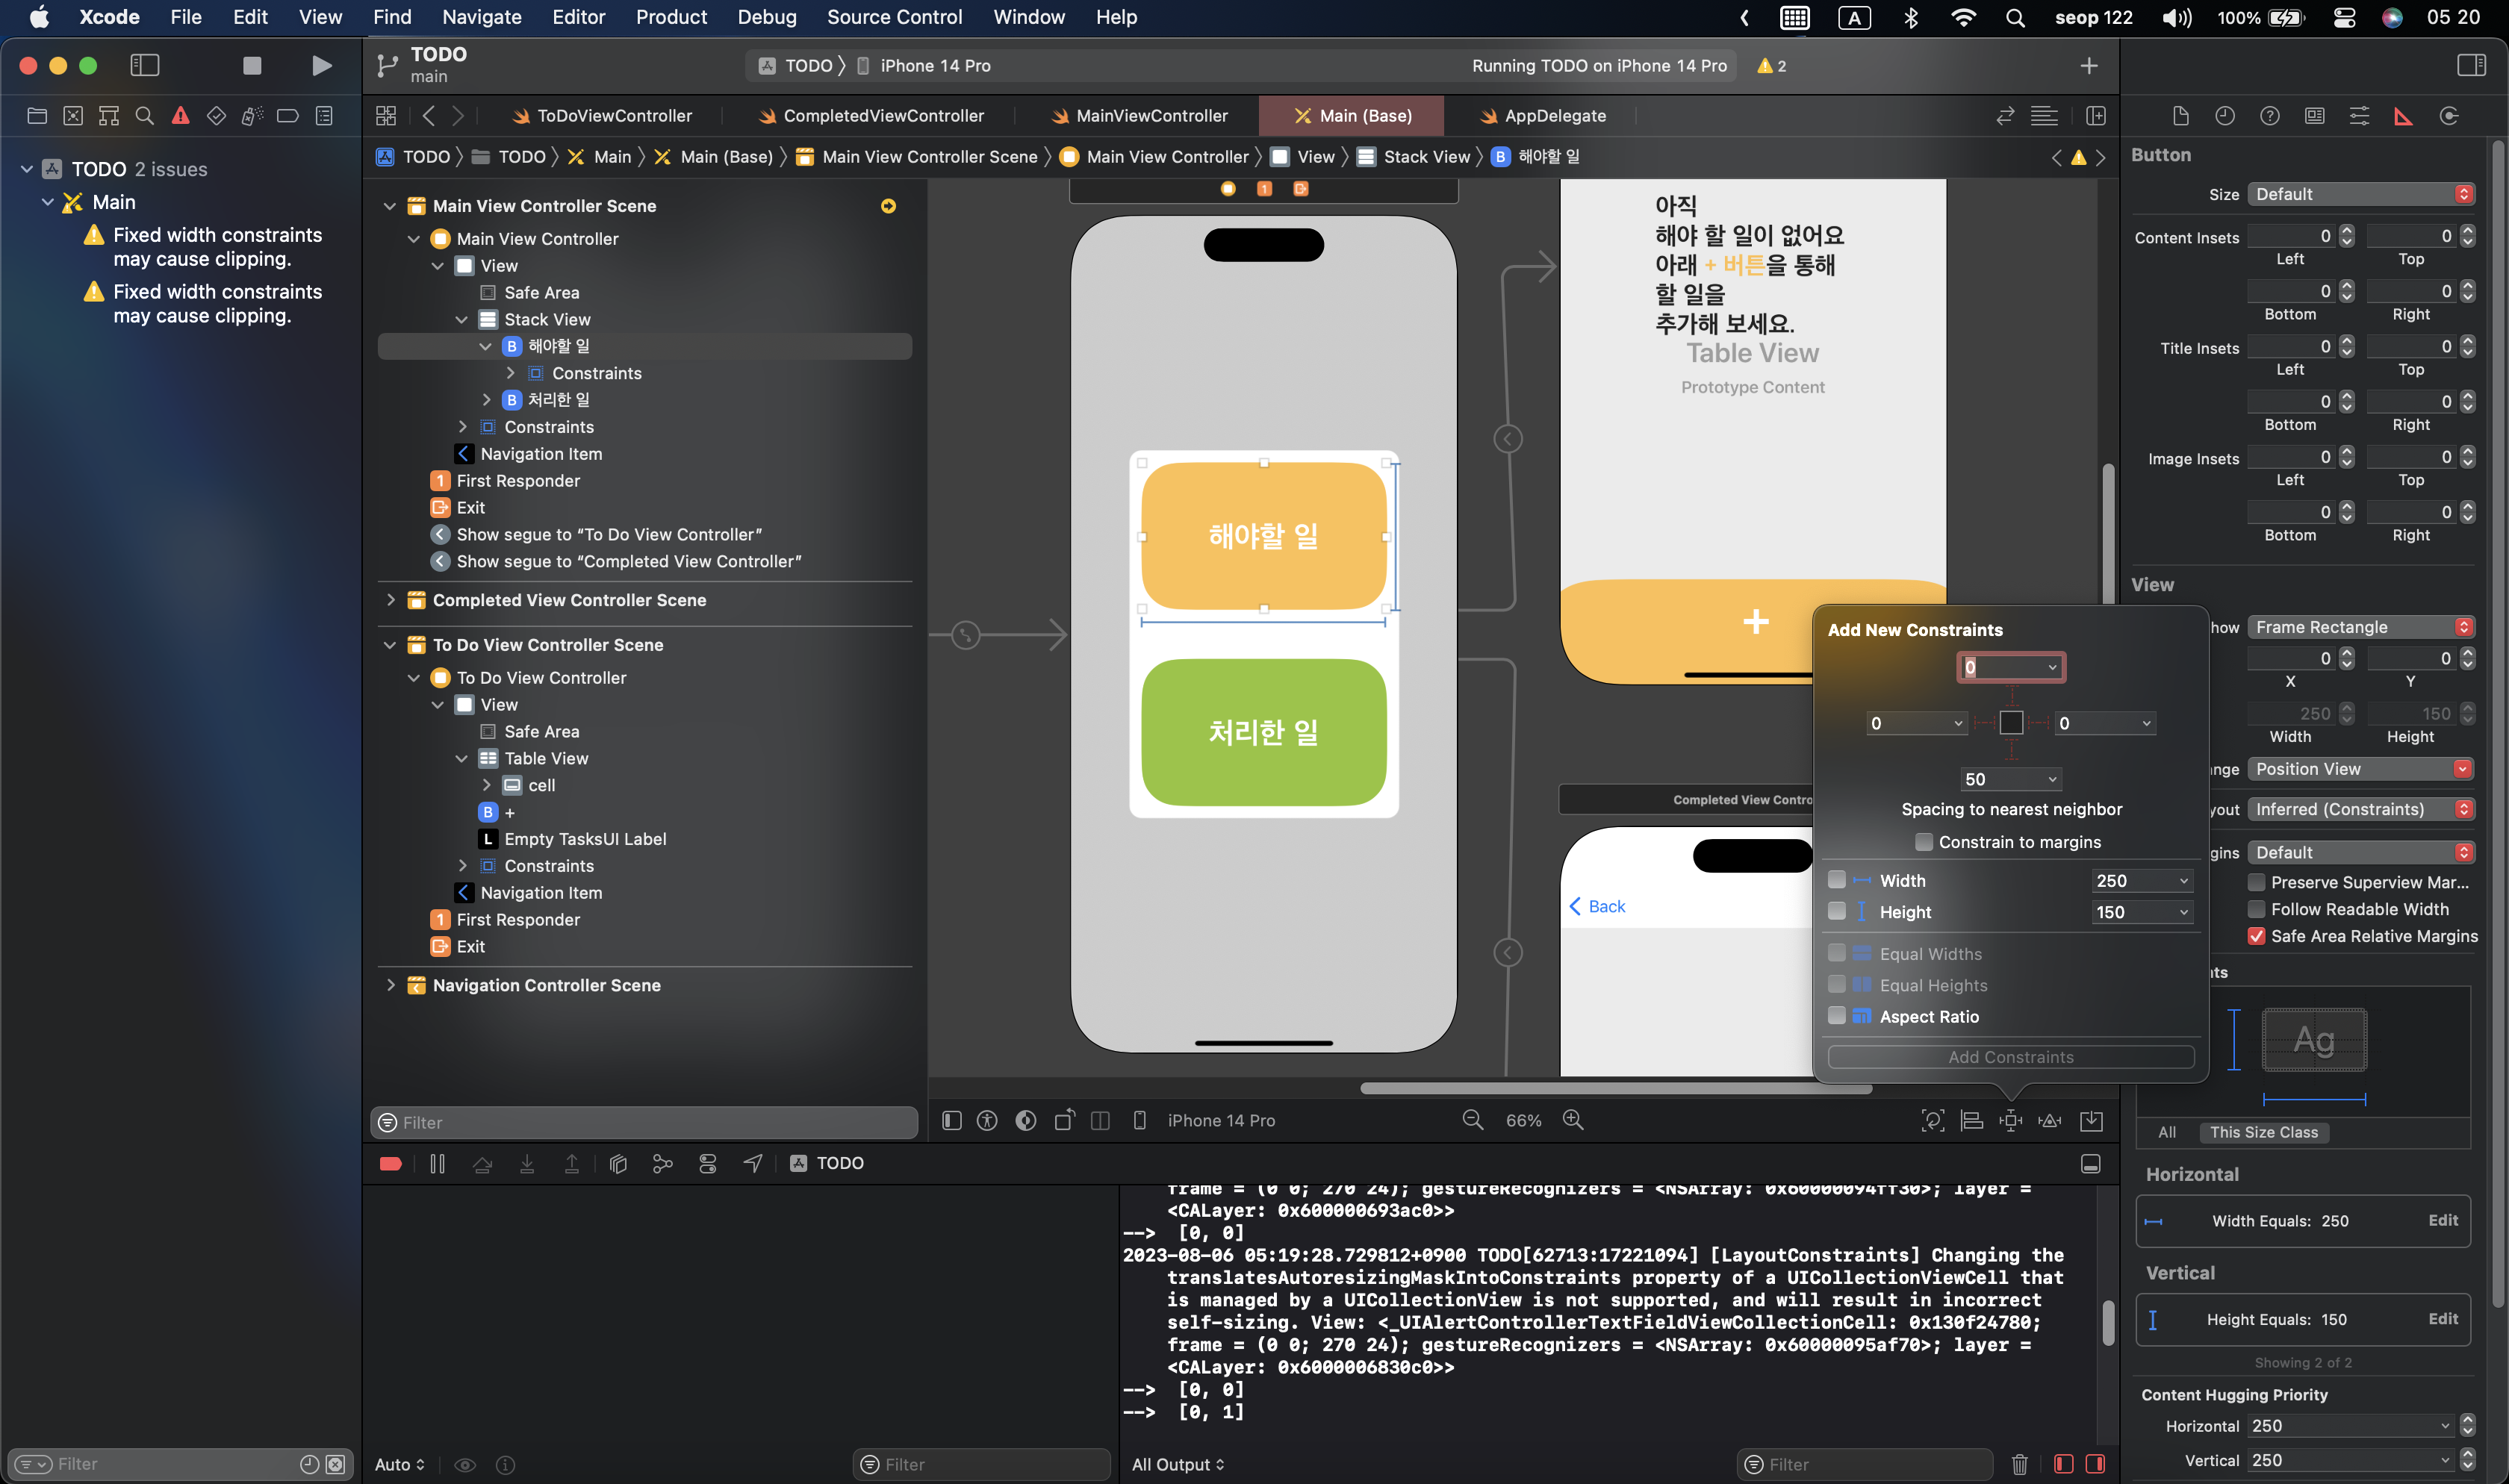 Xcode File Edit View Find Navigate Editor Product Debug Source Control Window Help
A seop 122 100% 05 20
TODO
main
TODO iPhone 14 Pro
Running TODO on iPhone 14 Pro 2
ToDoViewController CompletedViewController MainViewController Main (Base) AppDelegate
TODO TODO Main Main (Base) Main View Controller Scene Main View Controller View Stack View B 해야할 일
TODO 2 issues
Main
Fixed width constraints
may cause clipping.
Fixed width constraints
may cause clipping.
Filter
Main View Controller Scene
Main View Controller
View
Safe Area
Stack View
B 해야할 일
Constraints
B 처리한 일
Constraints
Navigation Item
1 First Responder
Exit
Show segue to “To Do View Controller”
Show segue to “Completed View Controller”
Completed View Controller Scene
To Do View Controller Scene
To Do View Controller
View
Safe Area
Table View
cell
B +
L Empty TasksUI Label
Constraints
Navigation Item
1 First Responder
Exit
Navigation Controller Scene
Filter
1
해야할 일
처리한 일
아직
해야 할 일이 없어요
아래 + 버튼을 통해
할 일을
추가해 보세요.
Table View
Prototype Content
+
Completed View Contro
Back
Add New Constraints
0
0 0
50
Spacing to nearest neighbor
Constrain to margins
Width 250
Height 150
Equal Widths
Equal Heights
Aspect Ratio
Add Constraints
iPhone 14 Pro 66%
TODO
frame = (0 0; 270 24); gestureRecognizers = <NSArray: 0x60000094ff30>; layer =
<CALayer: 0x600000693ac0>>
--> [0, 0]
2023-08-06 05:19:28.729812+0900 TODO[62713:17221094] [LayoutConstraints] Changing the
translatesAutoresizingMaskIntoConstraints property of a UICollectionViewCell that
is managed by a UICollectionView is not supported, and will result in incorrect
self-sizing. View: <_UIAlertControllerTextFieldViewCollectionCell: 0x130f24780;
frame = (0 0; 270 24); gestureRecognizers = <NSArray: 0x60000095af70>; layer =
<CALayer: 0x6000006830c0>>
--> [0, 0]
--> [0, 1]
Auto Filter
All Output Filter
Button
Size Default
Content Insets 0 0
Left Top
0 0
Bottom Right
Title Insets 0 0
Left Top
0 0
Bottom Right
Image Insets 0 0
Left Top
0 0
Bottom Right
View
how Frame Rectangle
0 0
X Y
250 150
Width Height
nge Position View
yout Inferred (Constraints)
gins Default
Preserve Superview Mar...
Follow Readable Width
Safe Area Relative Margins
ts
Ag
All This Size Class
Horizontal
Width Equals: 250 Edit
Vertical
Height Equals: 150 Edit
Showing 2 of 2
Content Hugging Priority
Horizontal 250
Vertical 250